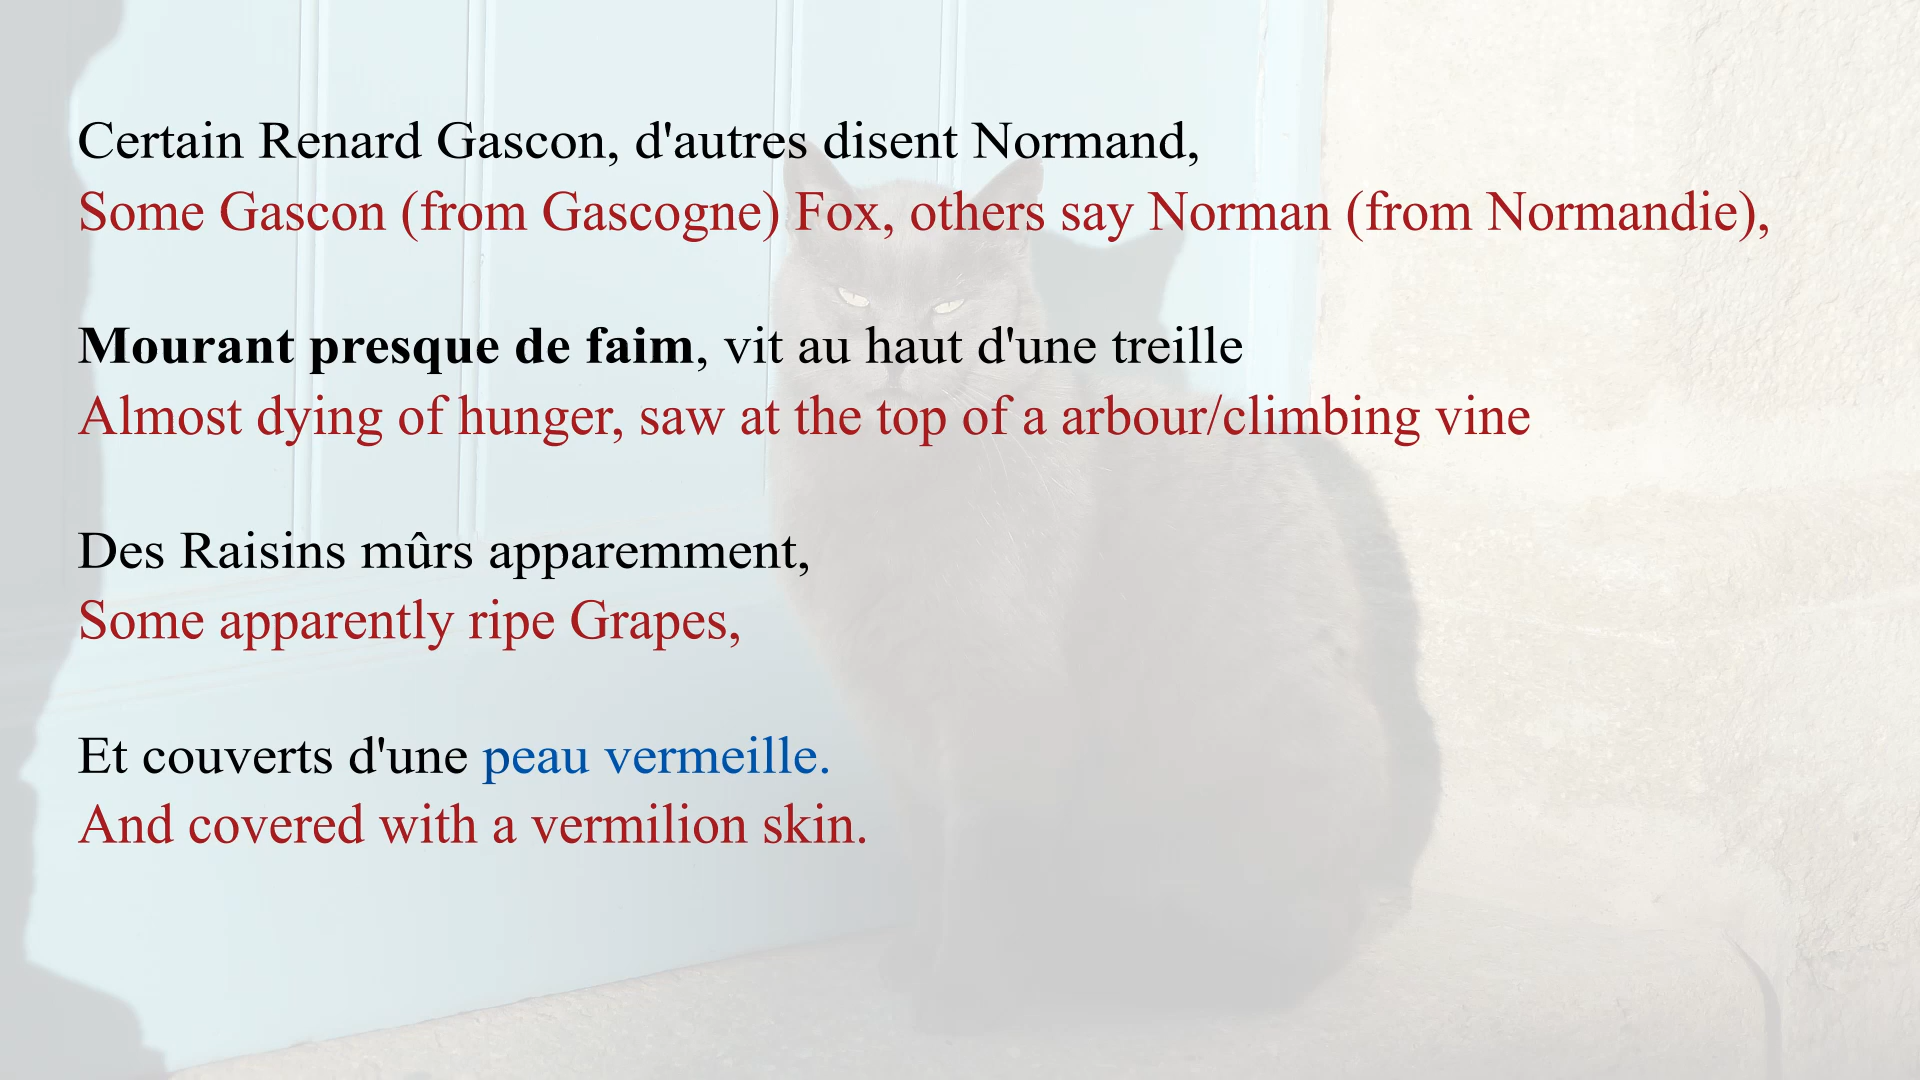 Certain Renard Gascon, d'autres disent Normand,
Some Gascon (from Gascogne) Fox, others say Norman (from Normandie),
Mourant presque de faim, vit au haut d'une treille
Almost dying of hunger, saw at the top of a arbour/climbing vine
Des Raisins mûrs apparemment,
Some apparently ripe Grapes,
Et couverts d'une peau vermeille.
And covered with a vermilion skin.